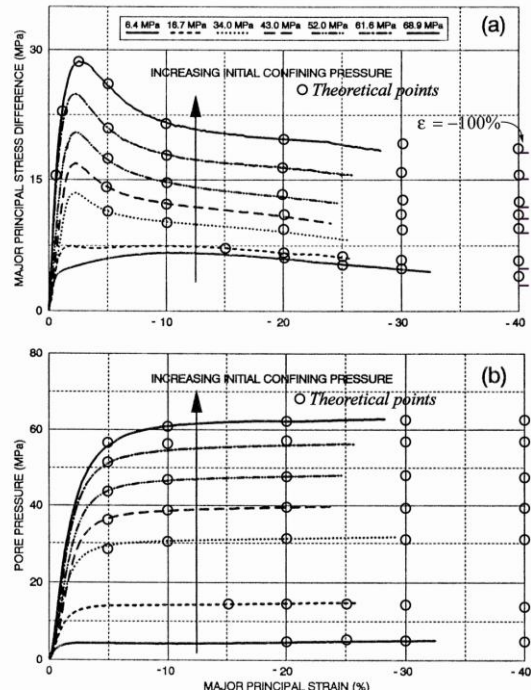 6.4 MPa 16.7 MPa 34.0 MPa 43.0 MPa 52.0 MPa 61.6 MPa 68.9 MPa
(a)
INCREASING INITIAL CONFINING PRESSURE
Theoretical points
ε = -100%
MAJOR PRINCIPAL STRESS DIFFERENCE (MPa)
30
15
0
0 - 10 - 20 - 30 - 40
(b)
INCREASING INITIAL CONFINING PRESSURE
Theoretical points
PORE PRESSURE (MPa)
80
60
40
20
0
0 -10 -20 -30 -40
MAJOR PRINCIPAL STRAIN (%)